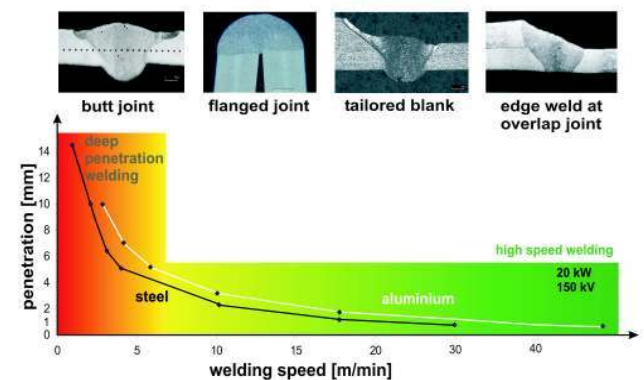 butt joint
flanged joint
tailored blank
edge weld at
overlap joint
deep
penetration
welding
high speed welding
20 kW
150 kV
steel
aluminium
penetration [mm]
14
10
8
6
4
2
1
0
0
5
10
15
20
25
30
40
welding speed [m/min]